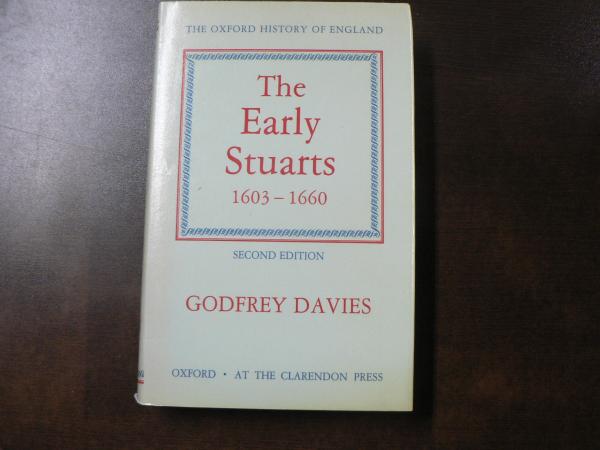 THE OXFORD HISTORY OF ENGLAND
The
Early
Stuarts
1603 – 1660
SECOND EDITION
GODFREY DAVIES
OXFORD • AT THE CLARENDON PRESS